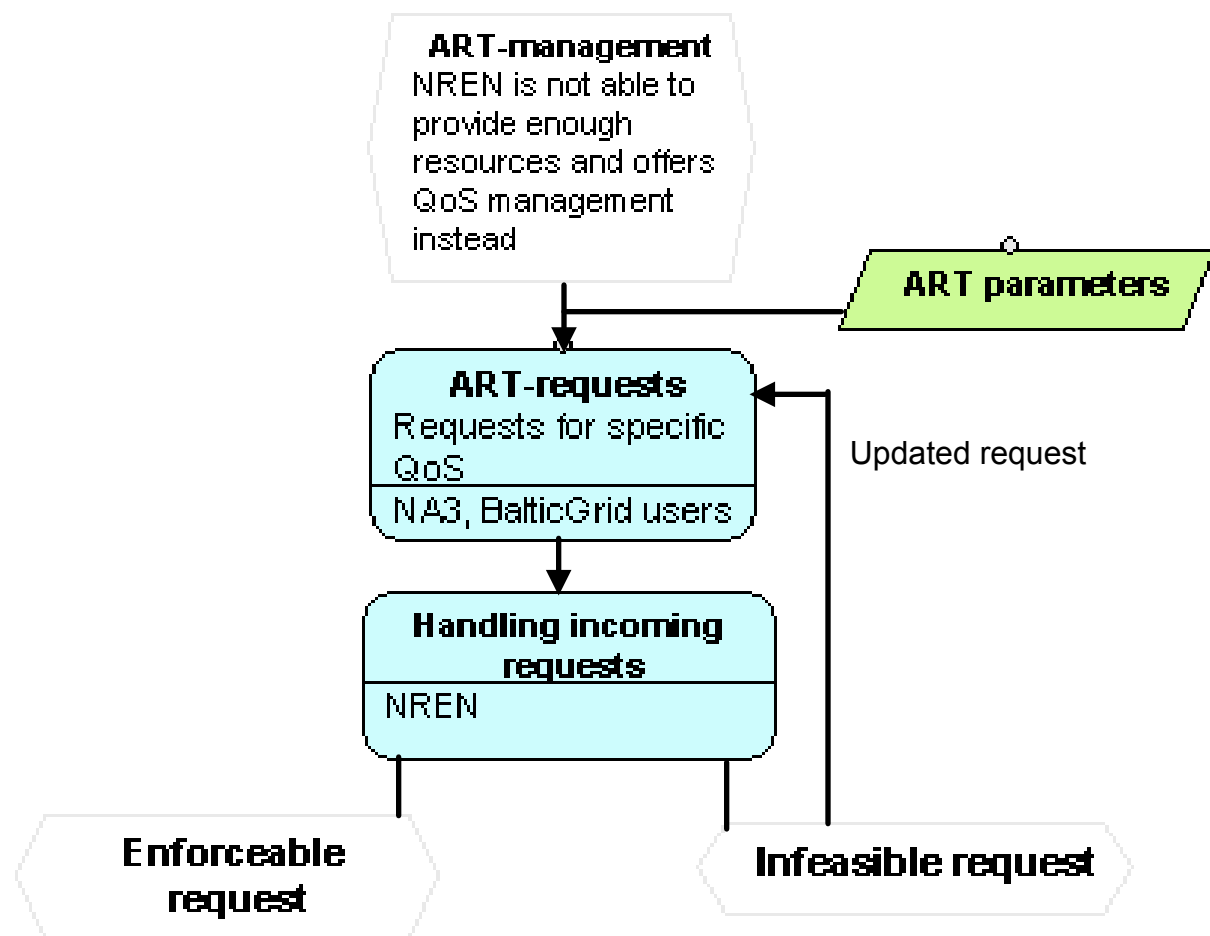 ART-management
NREN is not able to
provide enough
resources and offers
QoS management
instead
ART parameters
ART-requests
Requests for specific
QoS
NA3, BalticGrid users
Updated request
Handling incoming
requests
NREN
Enforceable
request
Infeasible request